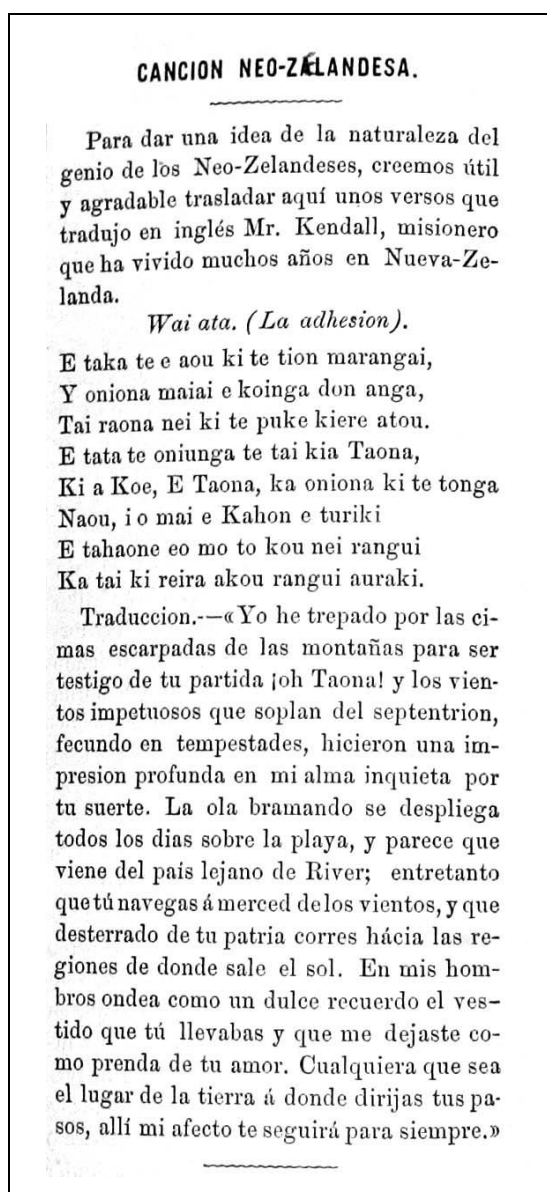 CANCION NEO-ZÉLANDESA.
Para dar una idea de la naturaleza del
genio de los Neo-Zelandeses, creemos útil
y agradable trasladar aquí unos versos que
tradujo en inglés Mr. Kendall, misionero
que ha vivido muchos años en Nueva-Ze-
landa.
Wai ata. (La adhesion).
E taka te e aou ki te tion marangai,
Y oniona maiai e koinga don anga,
Tai raona nei ki te puke kiere atou.
E tata te oniunga te tai kia Taona,
Ki a Koe, E Taona, ka oniona ki te tonga
Naou, i o mai e Kahon e turiki
E tahaone eo mo to kou nei rangui
Ka tai ki reira akou rangui auraki.
Traduccion.--«Yo he trepado por las ci-
mas escarpadas de las montañas para ser
testigo de tu partida ¡oh Taona! y los vien-
tos impetuosos que soplan del septentrion,
fecundo en tempestades, hicieron una im-
presion profunda en mi alma inquieta por
tu suerte. La ola bramando se despliega
todos los dias sobre la playa, y parece que
viene del país lejano de River; entretanto
que tú navegas á merced de los vientos, y que
desterrado de tu patria corres hácia las re-
giones de donde sale el sol. En mis hom-
bros ondea como un dulce recuerdo el ves-
tido que tú llevabas y que me dejaste co-
mo prenda de tu amor. Cualquiera que sea
el lugar de la tierra á donde dirijas tus pa-
sos, allí mi afecto te seguirá para siempre.»